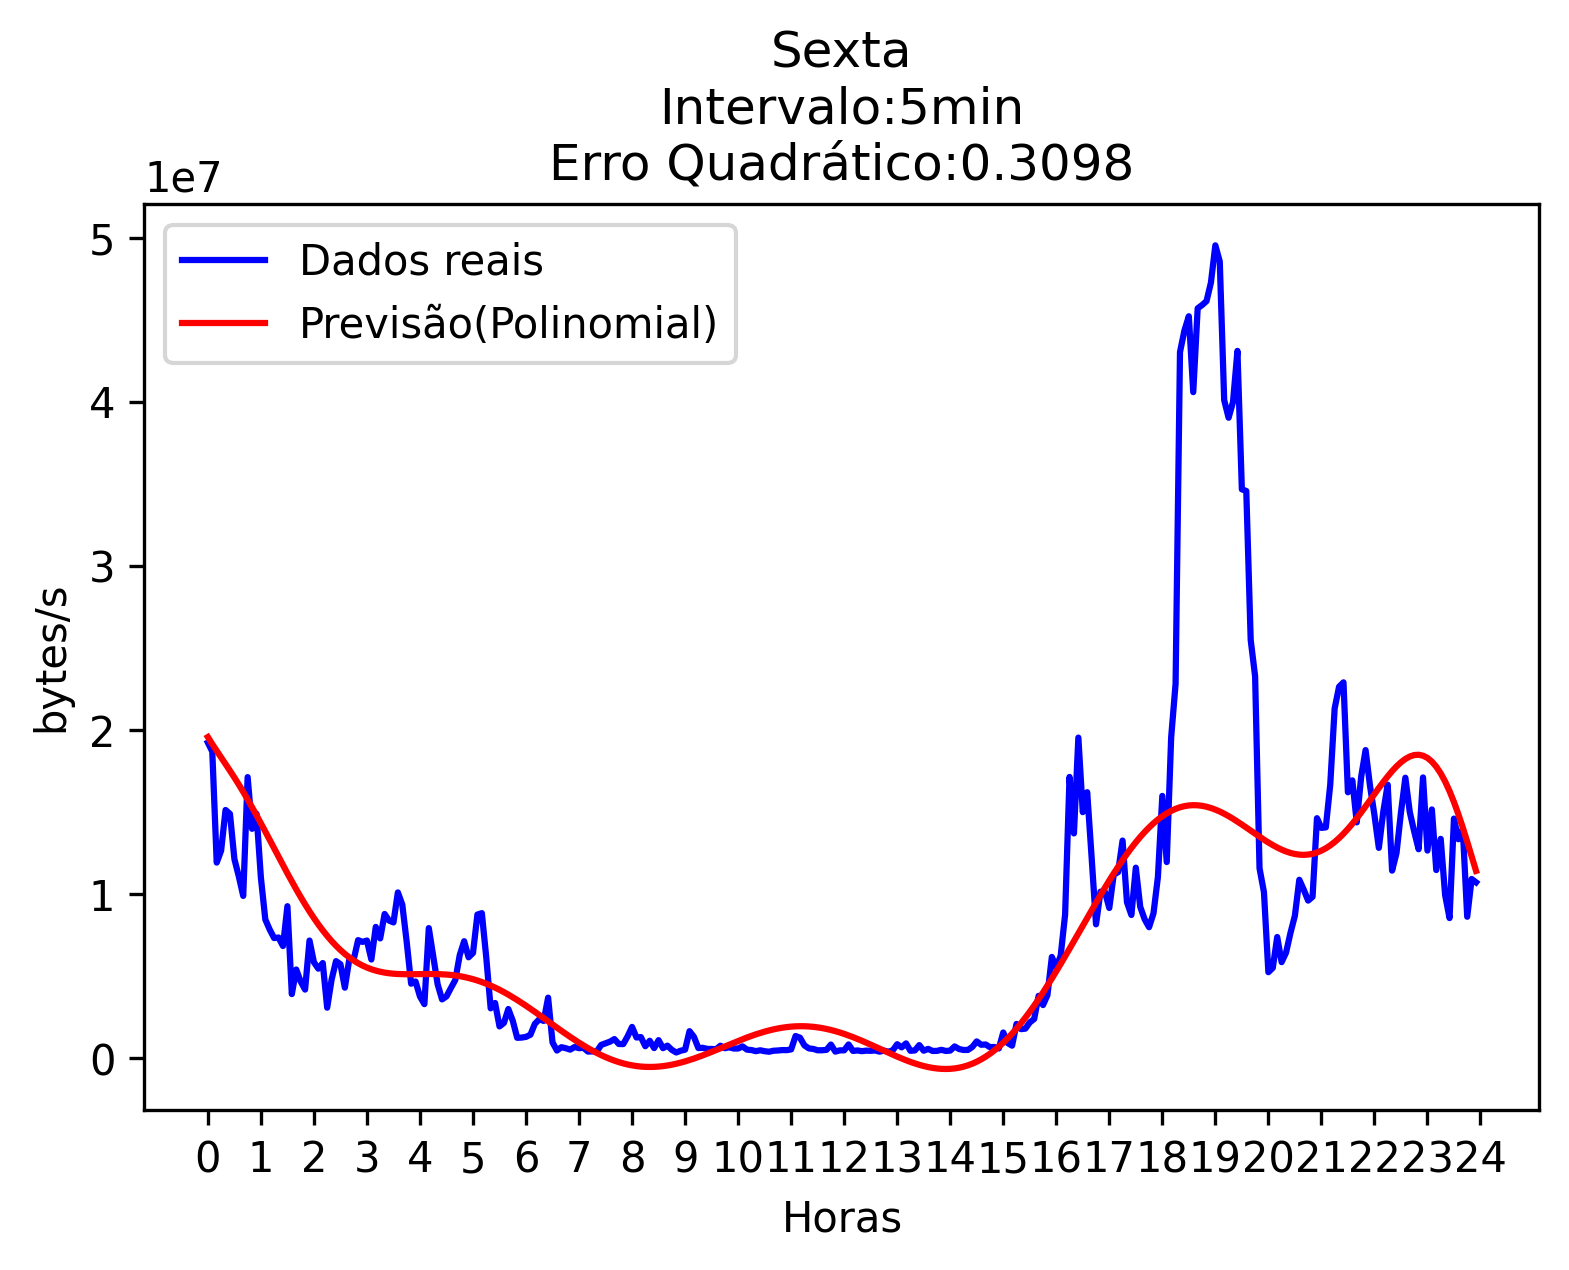 Sexta
Intervalo:5min
Erro Quadrático:0.3098
1e7
Dados reais
Previsão(Polinomial)
5
4
3
2
1
0
bytes/s
0 1 2 3 4 5 6 7 8 9 10 11 12 13 14 15 16 17 18 19 20 21 22 23 24
Horas